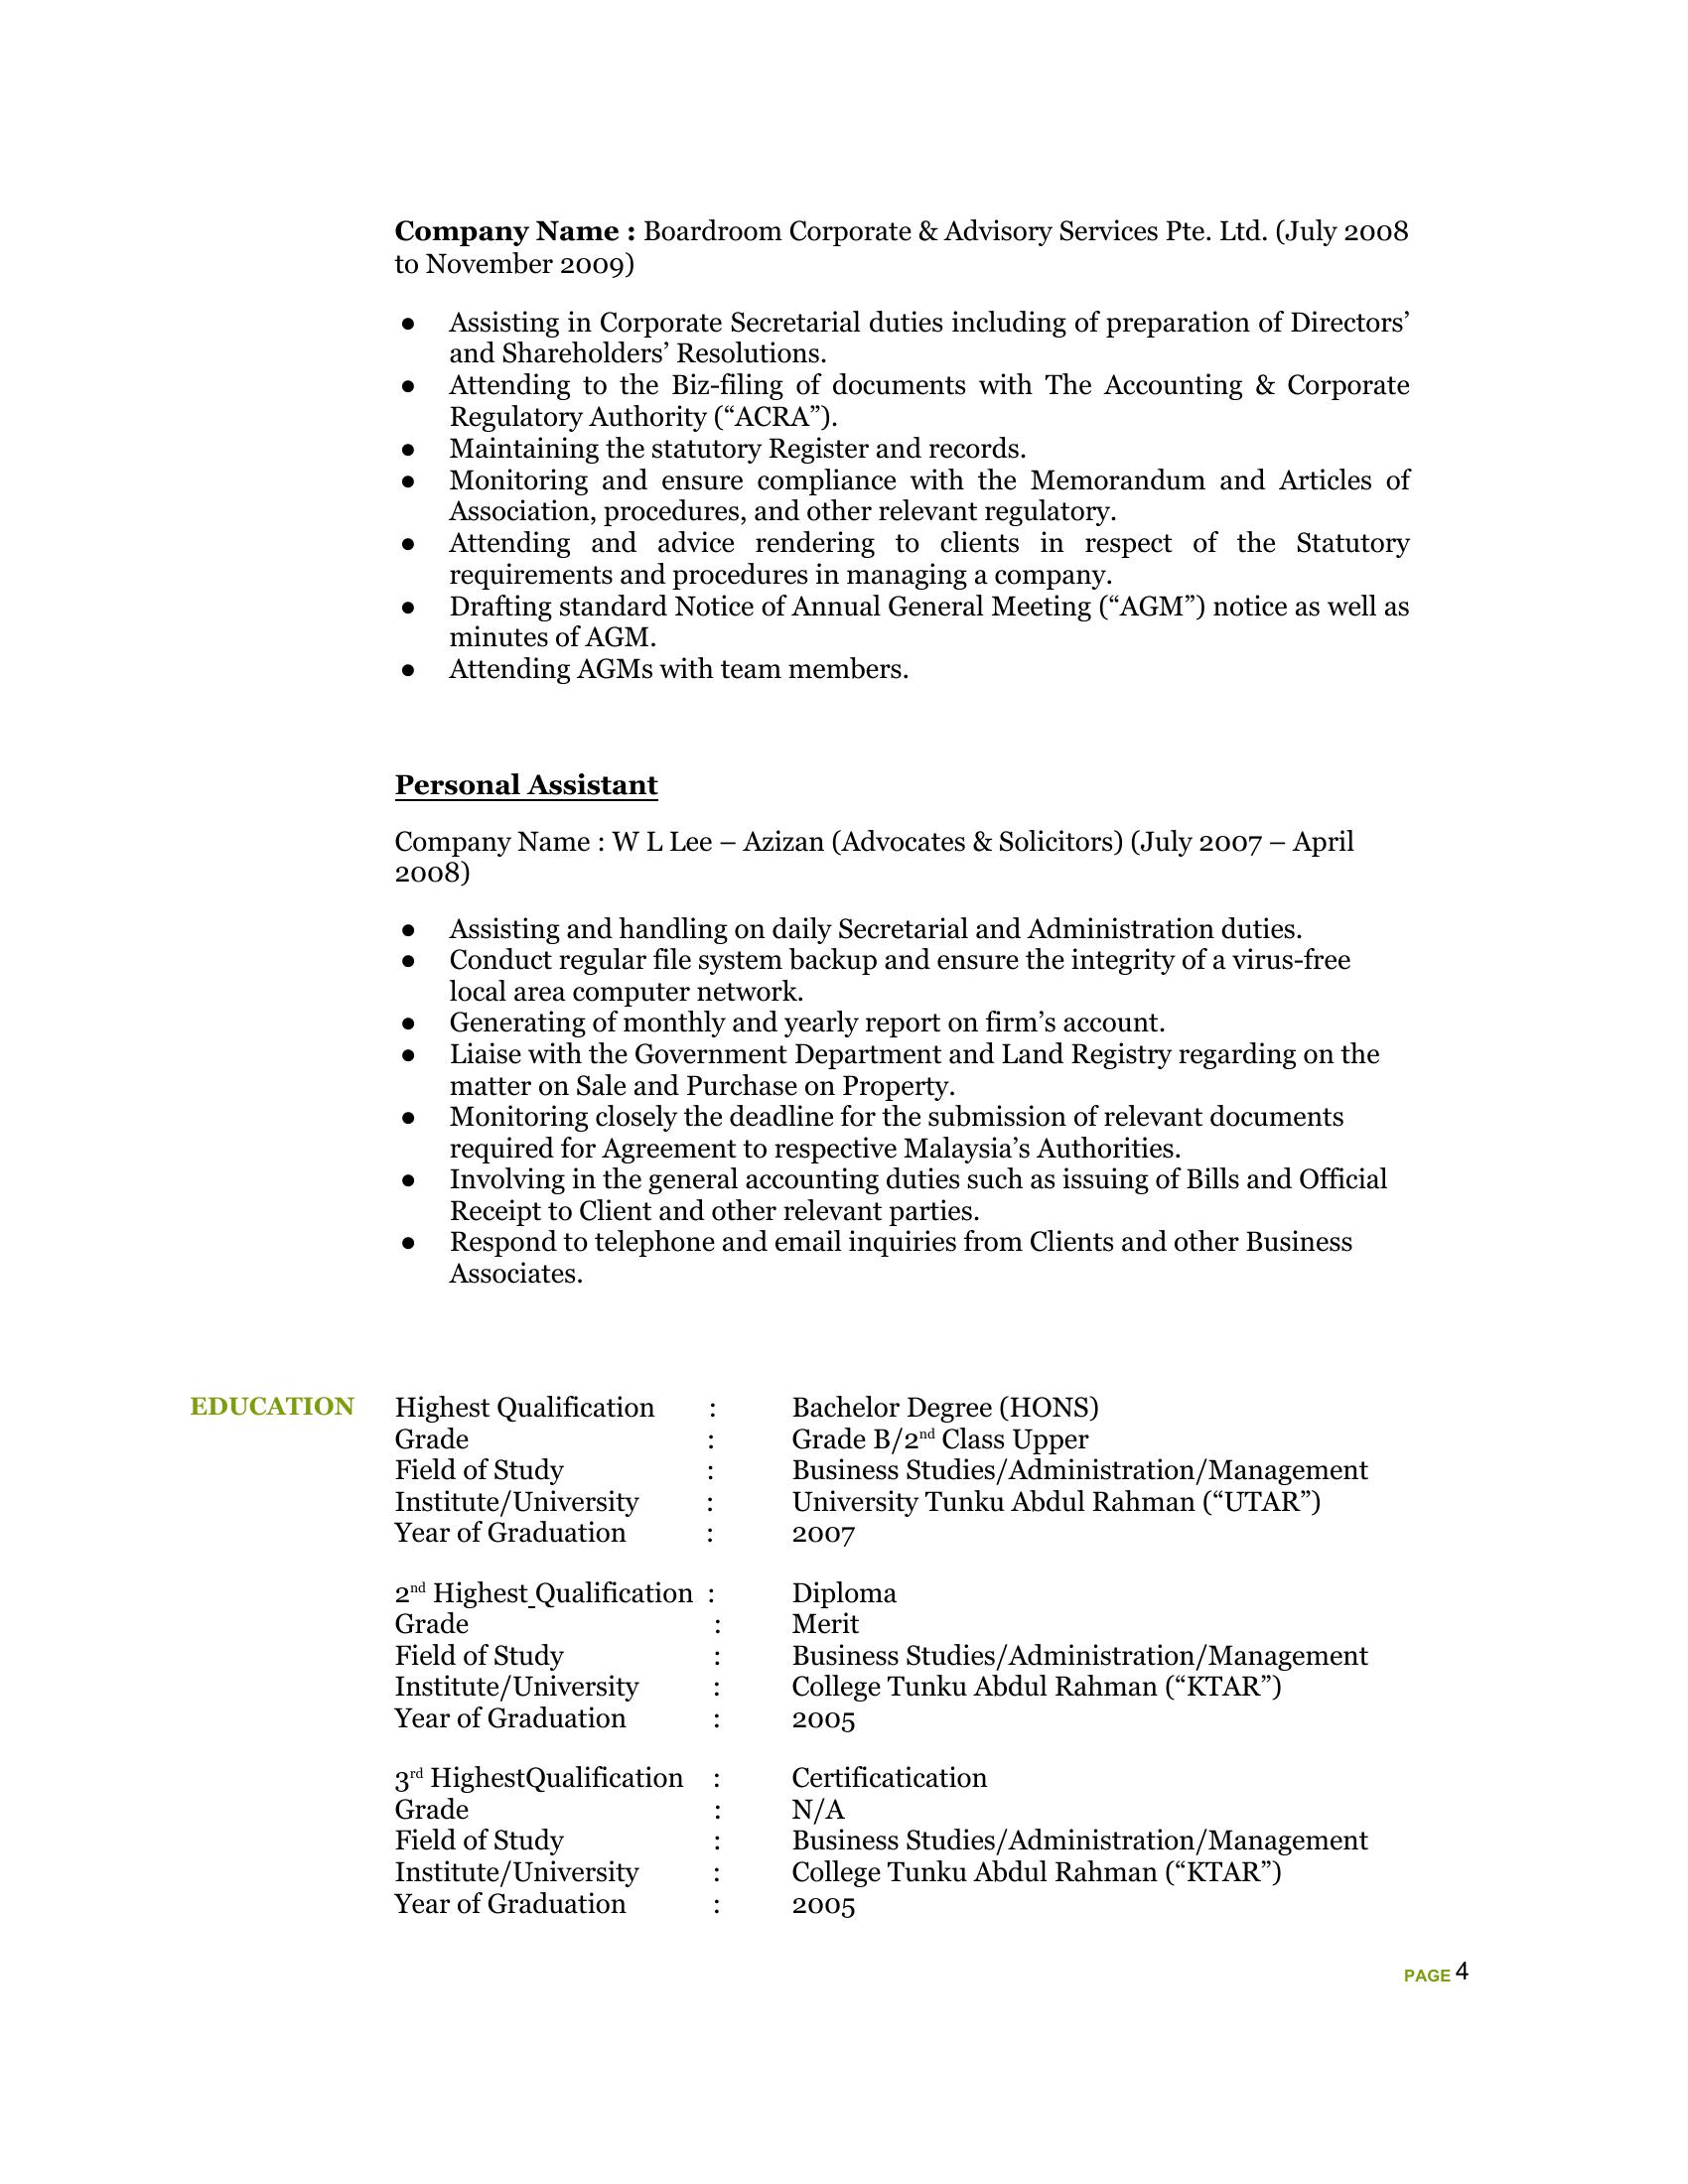 Company Name : Boardroom Corporate & Advisory Services Pte. Ltd. (July 2008
to November 2009)
● Assisting in Corporate Secretarial duties including of preparation of Directors’
and Shareholders’ Resolutions.
● Attending to the Biz-filing of documents with The Accounting & Corporate
Regulatory Authority (“ACRA”).
● Maintaining the statutory Register and records.
● Monitoring and ensure compliance with the Memorandum and Articles of
Association, procedures, and other relevant regulatory.
● Attending and advice rendering to clients in respect of the Statutory
requirements and procedures in managing a company.
● Drafting standard Notice of Annual General Meeting (“AGM”) notice as well as
minutes of AGM.
● Attending AGMs with team members.
Personal Assistant
Company Name : W L Lee – Azizan (Advocates & Solicitors) (July 2007 – April
2008)
● Assisting and handling on daily Secretarial and Administration duties.
● Conduct regular file system backup and ensure the integrity of a virus-free
local area computer network.
● Generating of monthly and yearly report on firm’s account.
● Liaise with the Government Department and Land Registry regarding on the
matter on Sale and Purchase on Property.
● Monitoring closely the deadline for the submission of relevant documents
required for Agreement to respective Malaysia’s Authorities.
● Involving in the general accounting duties such as issuing of Bills and Official
Receipt to Client and other relevant parties.
● Respond to telephone and email inquiries from Clients and other Business
Associates.
EDUCATION Highest Qualification : Bachelor Degree (HONS)
Grade : Grade B/2nd Class Upper
Field of Study : Business Studies/Administration/Management
Institute/University : University Tunku Abdul Rahman (“UTAR”)
Year of Graduation : 2007
2nd Highest Qualification : Diploma
Grade : Merit
Field of Study : Business Studies/Administration/Management
Institute/University : College Tunku Abdul Rahman (“KTAR”)
Year of Graduation : 2005
3rd HighestQualification : Certificatication
Grade : N/A
Field of Study : Business Studies/Administration/Management
Institute/University : College Tunku Abdul Rahman (“KTAR”)
Year of Graduation : 2005
PAGE 4